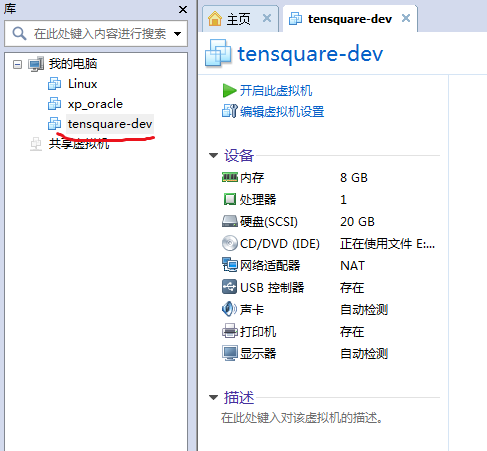 库
在此处键入内容进行搜索
我的电脑
Linux
xp_oracle
tensquare-dev
共享虚拟机
主页
tensquare-dev
tensquare-dev
开启此虚拟机
编辑虚拟机设置
设备
内存 8 GB
处理器 1
硬盘(SCSI) 20 GB
CD/DVD (IDE) 正在使用文件 E:...
网络适配器 NAT
USB 控制器 存在
声卡 自动检测
打印机 存在
显示器 自动检测
描述
在此处键入对该虚拟机的描述。